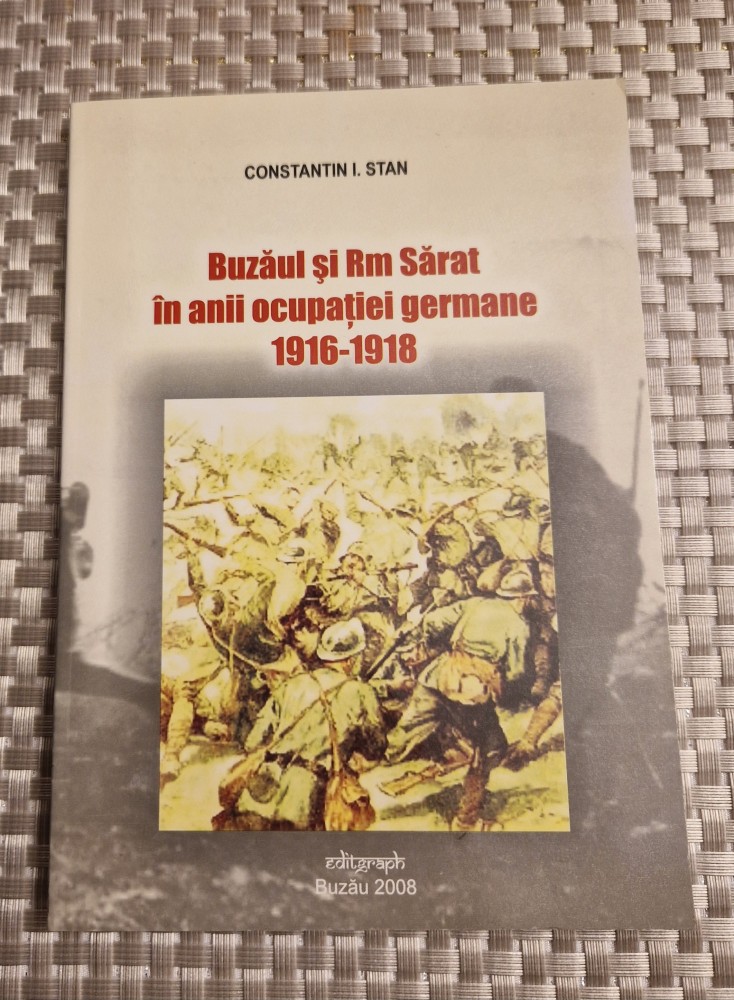 CONSTANTIN I. STAN
Buzăul şi Rm Sărat
în anii ocupaţiei germane
1916-1918
editgraph
Buzău 2008